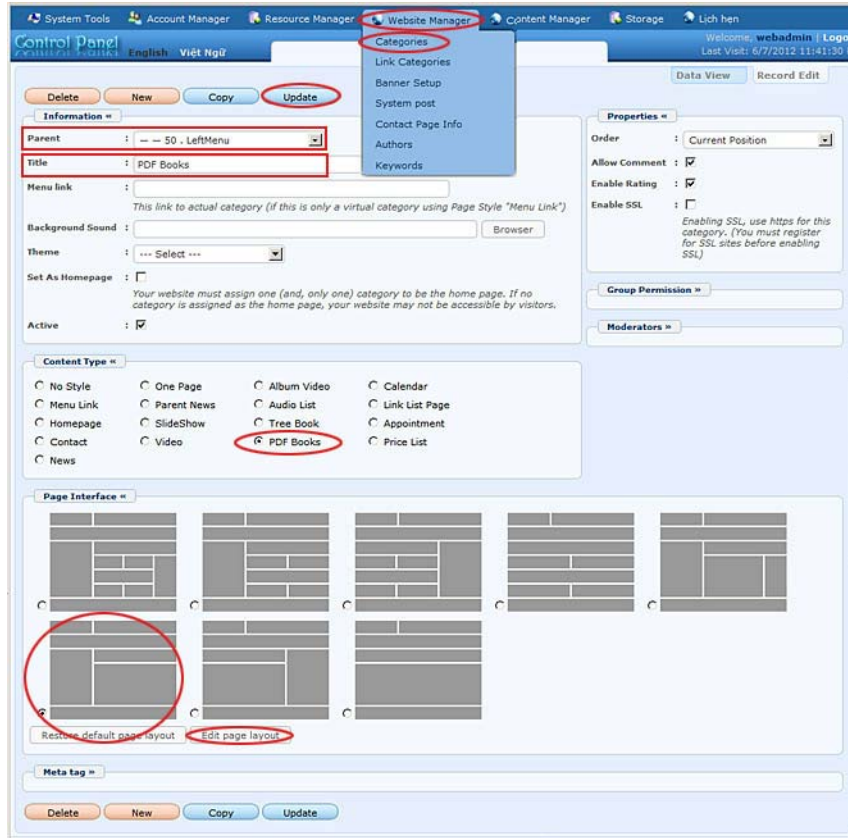 System Tools Account Manager Resource Manager Website Manager Content Manager Storage Lịch hẹn
Control Panel English Việt Ngữ
Welcome, webadmin | Logo
Last Visit: 6/7/2012 11:41:30
Categories
Link Categories
Banner Setup
System post
Contact Page Info
Authors
Keywords
Data View Record Edit
Delete New Copy Update
Information «
Parent : — — 50 . LeftMenu
Title : PDF Books
Menu link :
This link to actual category (if this is only a virtual category using Page Style "Menu Link")
Background Sound : Browser
Theme : --- Select ---
Set As Homepage :
Your website must assign one (and, only one) category to be the home page. If no
category is assigned as the home page, your website may not be accessible by visitors.
Active :
Properties «
Order : Current Position
Allow Comment :
Enable Rating :
Enable SSL :
Enabling SSL, use https for this
category. (You must register
for SSL sites before enabling
SSL)
Group Permission »
Moderators »
Content Type «
No Style One Page Album Video Calendar
Menu Link Parent News Audio List Link List Page
Homepage SlideShow Tree Book Appointment
Contact Video PDF Books Price List
News
Page Interface «
Restore default page layout Edit page layout
Meta tag »
Delete New Copy Update